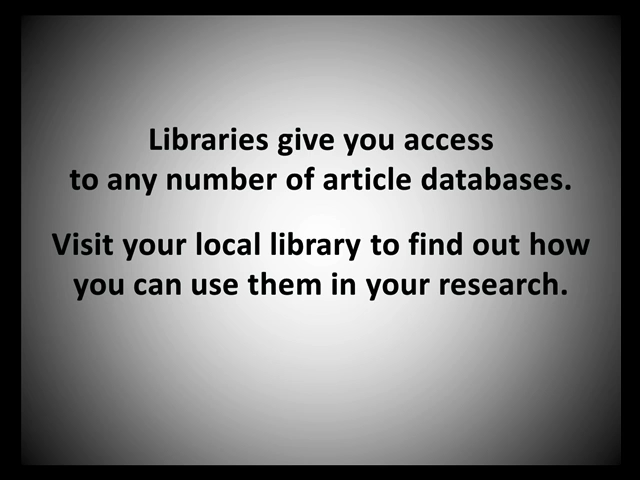 Libraries give you access
to any number of article databases.
Visit your local library to find out how
you can use them in your research.